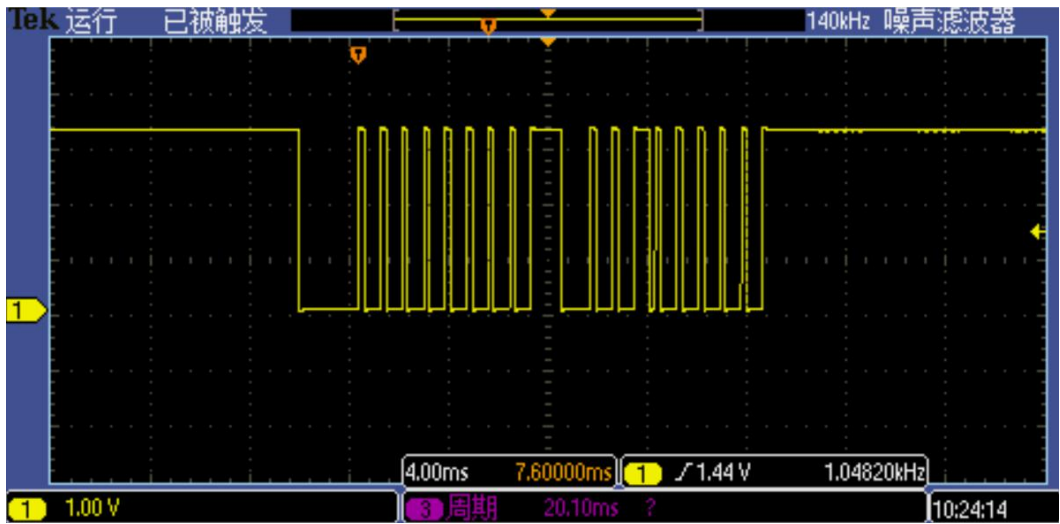 Tek 运行 已被触发 T 140kHz 噪声滤波器
T
1
4.00ms 7.60000ms 1 1.44 V 1.04820kHz
1 1.00 V 3 周期 20.10ms ? 10:24:14